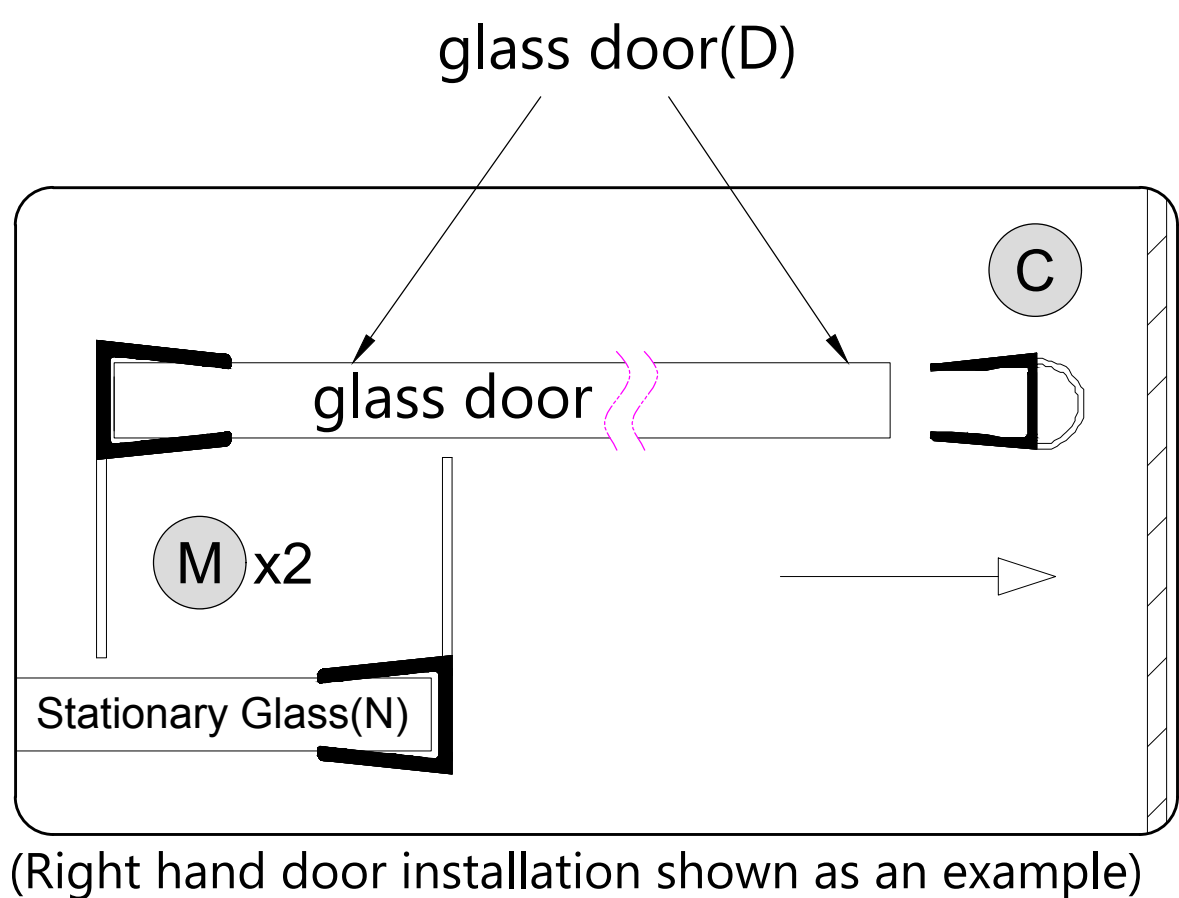 glass door(D)
C
glass door
M x2
Stationary Glass(N)
(Right hand door installation shown as an example)